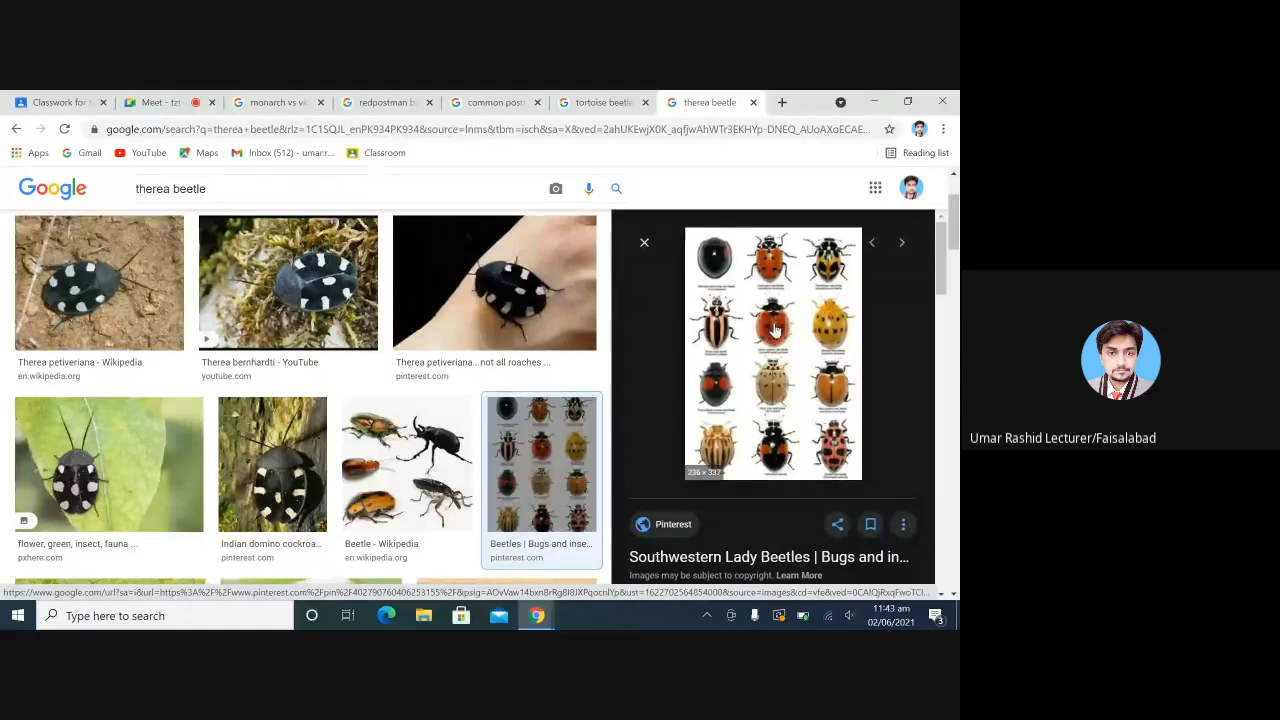 Classwork for
Meet - tzt
monarch vs vi
redpostman b
common post
tortoise beetle
therea beetle
google.com/search?q=therea+beetle&rlz=1C1SQJL_enPK934PK934&source=lnms&tbm=isch&sa=X&ved=2ahUKEwjX0K_aqfjwAhWTr3EKHYp-DNEQ_AUoAXoECAE...
Apps
Gmail
YouTube
Maps
Inbox (512) - umar.r...
Classroom
Reading list
Google
therea beetle
Therea petiveriana - Wikipedia
en.wikipedia.org
Therea bernhardti - YouTube
youtube.com
Therea petiveriana...not all roaches ...
pinterest.com
flower, green, insect, fauna ...
pxhere.com
Indian domino cockroa...
pinterest.com
Beetle - Wikipedia
en.wikipedia.org
Beetles | Bugs and inse...
pinterest.com
236 × 337
Pinterest
Southwestern Lady Beetles | Bugs and in...
Images may be subject to copyright. Learn More
Type here to search
11:43 am
02/06/2021
3
Umar Rashid Lecturer/Faisalabad